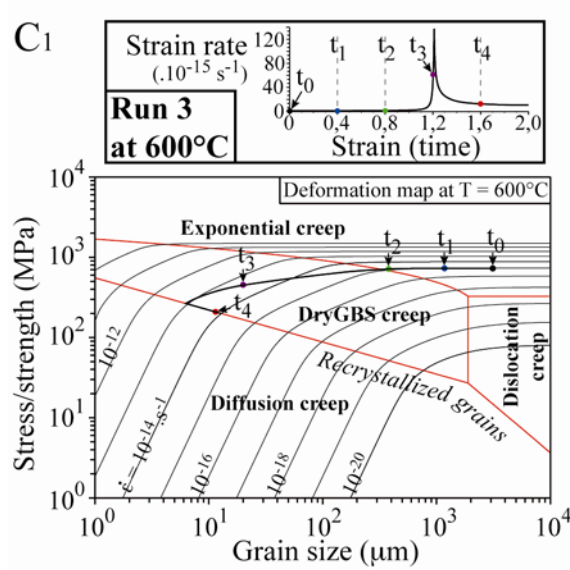 C1
Strain rate
(.10⁻¹⁵ s⁻¹)
Run 3
at 600°C
120
80
40
0
t0
t1
t2
t3
t4
0
0,4
0,8
1,2
1,6
2,0
Strain (time)
Deformation map at T = 600°C
Exponential creep
t3
t2
t1
t0
t4
DryGBS creep
Dislocation
creep
Diffusion creep
Recrystallized grains
10⁻¹²
ε̇ = 10⁻¹⁴.s⁻¹
10⁻¹⁶
10⁻¹⁸
10⁻²⁰
Stress/strength (MPa)
10⁴
10³
10²
10¹
10⁰
10⁰
10¹
10²
10³
10⁴
Grain size (μm)